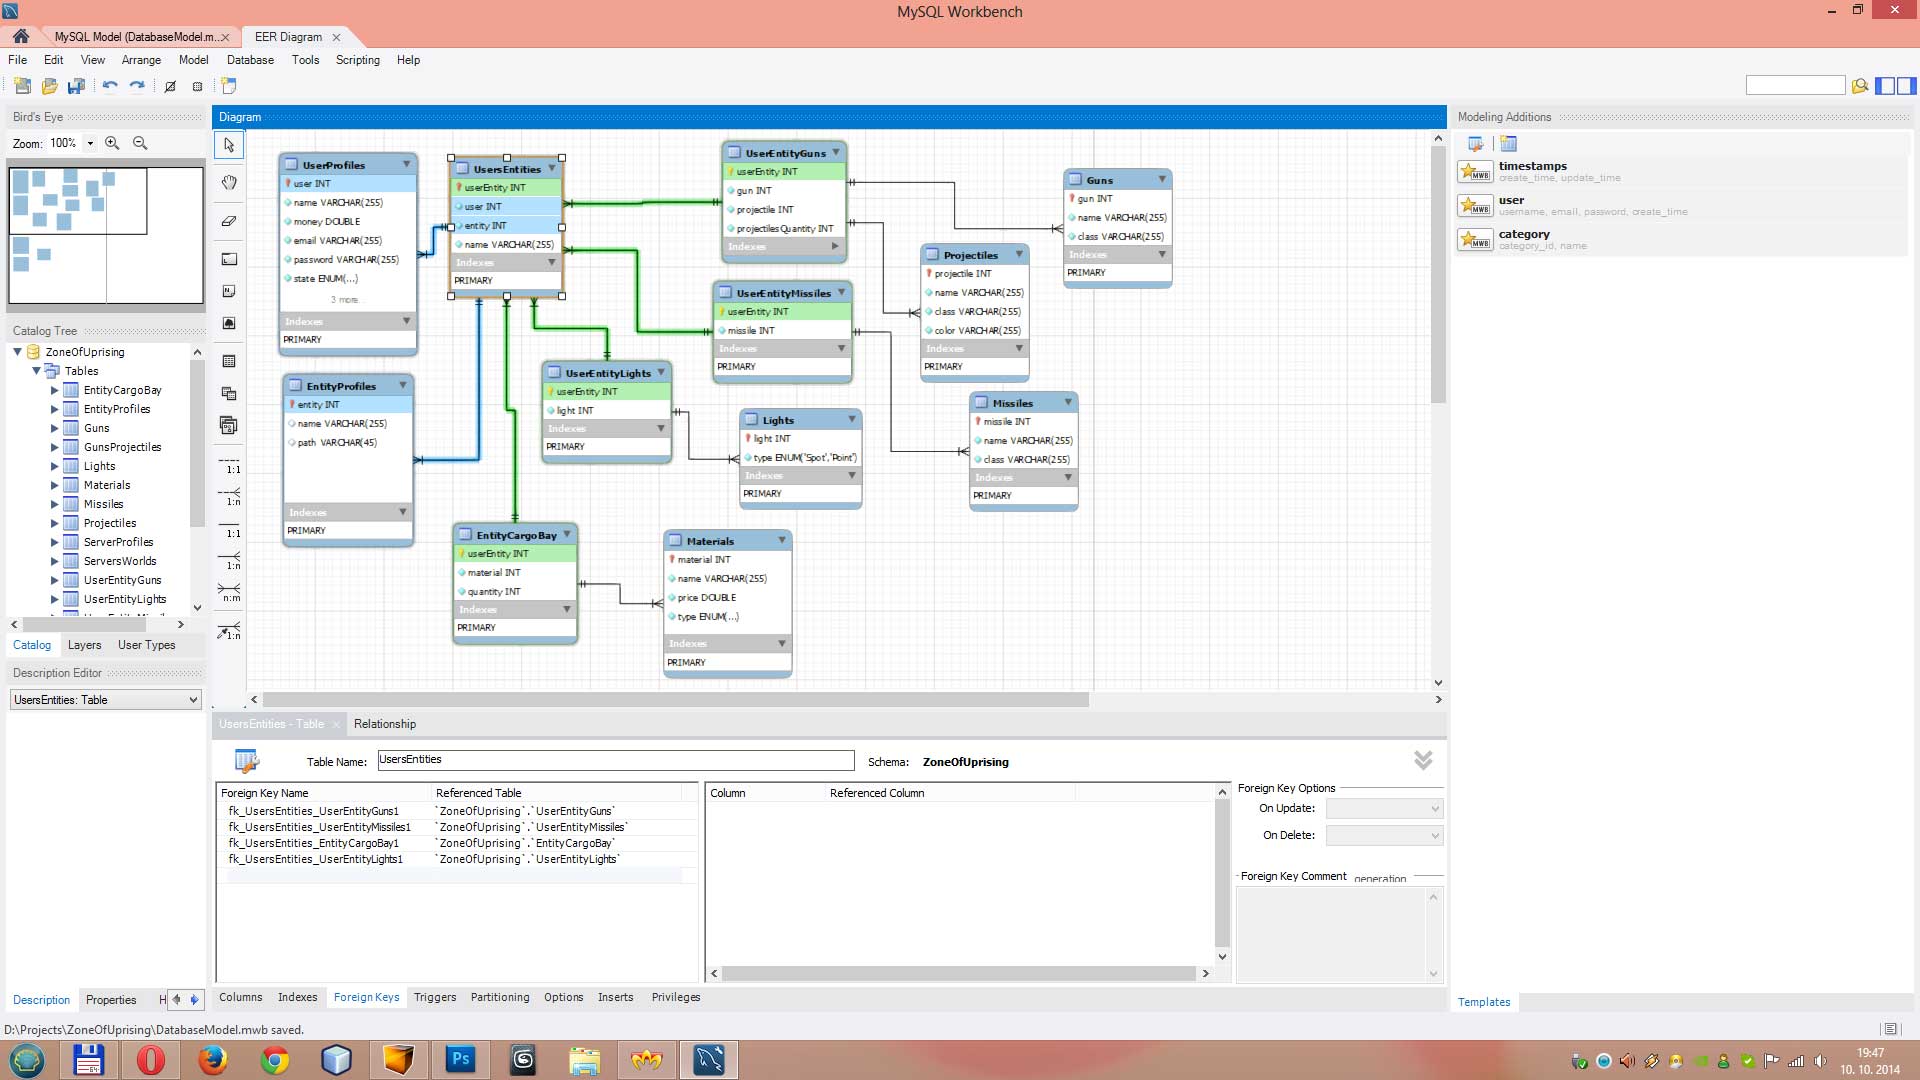 MySQL Workbench
MySQL Model (DatabaseModel.m...
EER Diagram
File Edit View Arrange Model Database Tools Scripting Help
Bird's Eye
Zoom: 100%
Catalog Tree
ZoneOfUprising
Tables
EntityCargoBay
EntityProfiles
Guns
GunsProjectiles
Lights
Materials
Missiles
Projectiles
ServerProfiles
ServersWorlds
UserEntityGuns
UserEntityLights
Catalog Layers User Types
Description Editor
UsersEntities: Table
Description Properties H
Diagram
1:1
1:n
1:1
1:n
n:m
1:n
UserProfiles
user INT
name VARCHAR(255)
money DOUBLE
email VARCHAR(255)
password VARCHAR(255)
state ENUM(...)
3 more...
Indexes
PRIMARY
UsersEntities
userEntity INT
user INT
entity INT
name VARCHAR(255)
Indexes
PRIMARY
UserEntityGuns
userEntity INT
gun INT
projectile INT
projectilesQuantity INT
Indexes
Guns
gun INT
name VARCHAR(255)
class VARCHAR(255)
Indexes
PRIMARY
Projectiles
projectile INT
name VARCHAR(255)
class VARCHAR(255)
color VARCHAR(255)
Indexes
PRIMARY
UserEntityMissiles
userEntity INT
missile INT
Indexes
PRIMARY
EntityProfiles
entity INT
name VARCHAR(255)
path VARCHAR(45)
Indexes
PRIMARY
UserEntityLights
userEntity INT
light INT
Indexes
PRIMARY
Lights
light INT
type ENUM('Spot','Point')
Indexes
PRIMARY
Missiles
missile INT
name VARCHAR(255)
class VARCHAR(255)
Indexes
PRIMARY
EntityCargoBay
userEntity INT
material INT
quantity INT
Indexes
PRIMARY
Materials
material INT
name VARCHAR(255)
price DOUBLE
type ENUM(...)
Indexes
PRIMARY
Modeling Additions
timestamps
create_time, update_time
user
username, email, password, create_time
category
category_id, name
Templates
UsersEntities - Table
Relationship
Table Name: UsersEntities
Schema: ZoneOfUprising
Foreign Key Name Referenced Table
fk_UsersEntities_UserEntityGuns1 `ZoneOfUprising`.`UserEntityGuns`
fk_UsersEntities_UserEntityMissiles1 `ZoneOfUprising`.`UserEntityMissiles`
fk_UsersEntities_EntityCargoBay1 `ZoneOfUprising`.`EntityCargoBay`
fk_UsersEntities_UserEntityLights1 `ZoneOfUprising`.`UserEntityLights`
Column Referenced Column
Foreign Key Options
On Update:
On Delete:
Foreign Key Comment
generation
Columns Indexes Foreign Keys Triggers Partitioning Options Inserts Privileges
D:\Projects\ZoneOfUprising\DatabaseModel.mwb saved.
64
Ps
19:47
10. 10. 2014